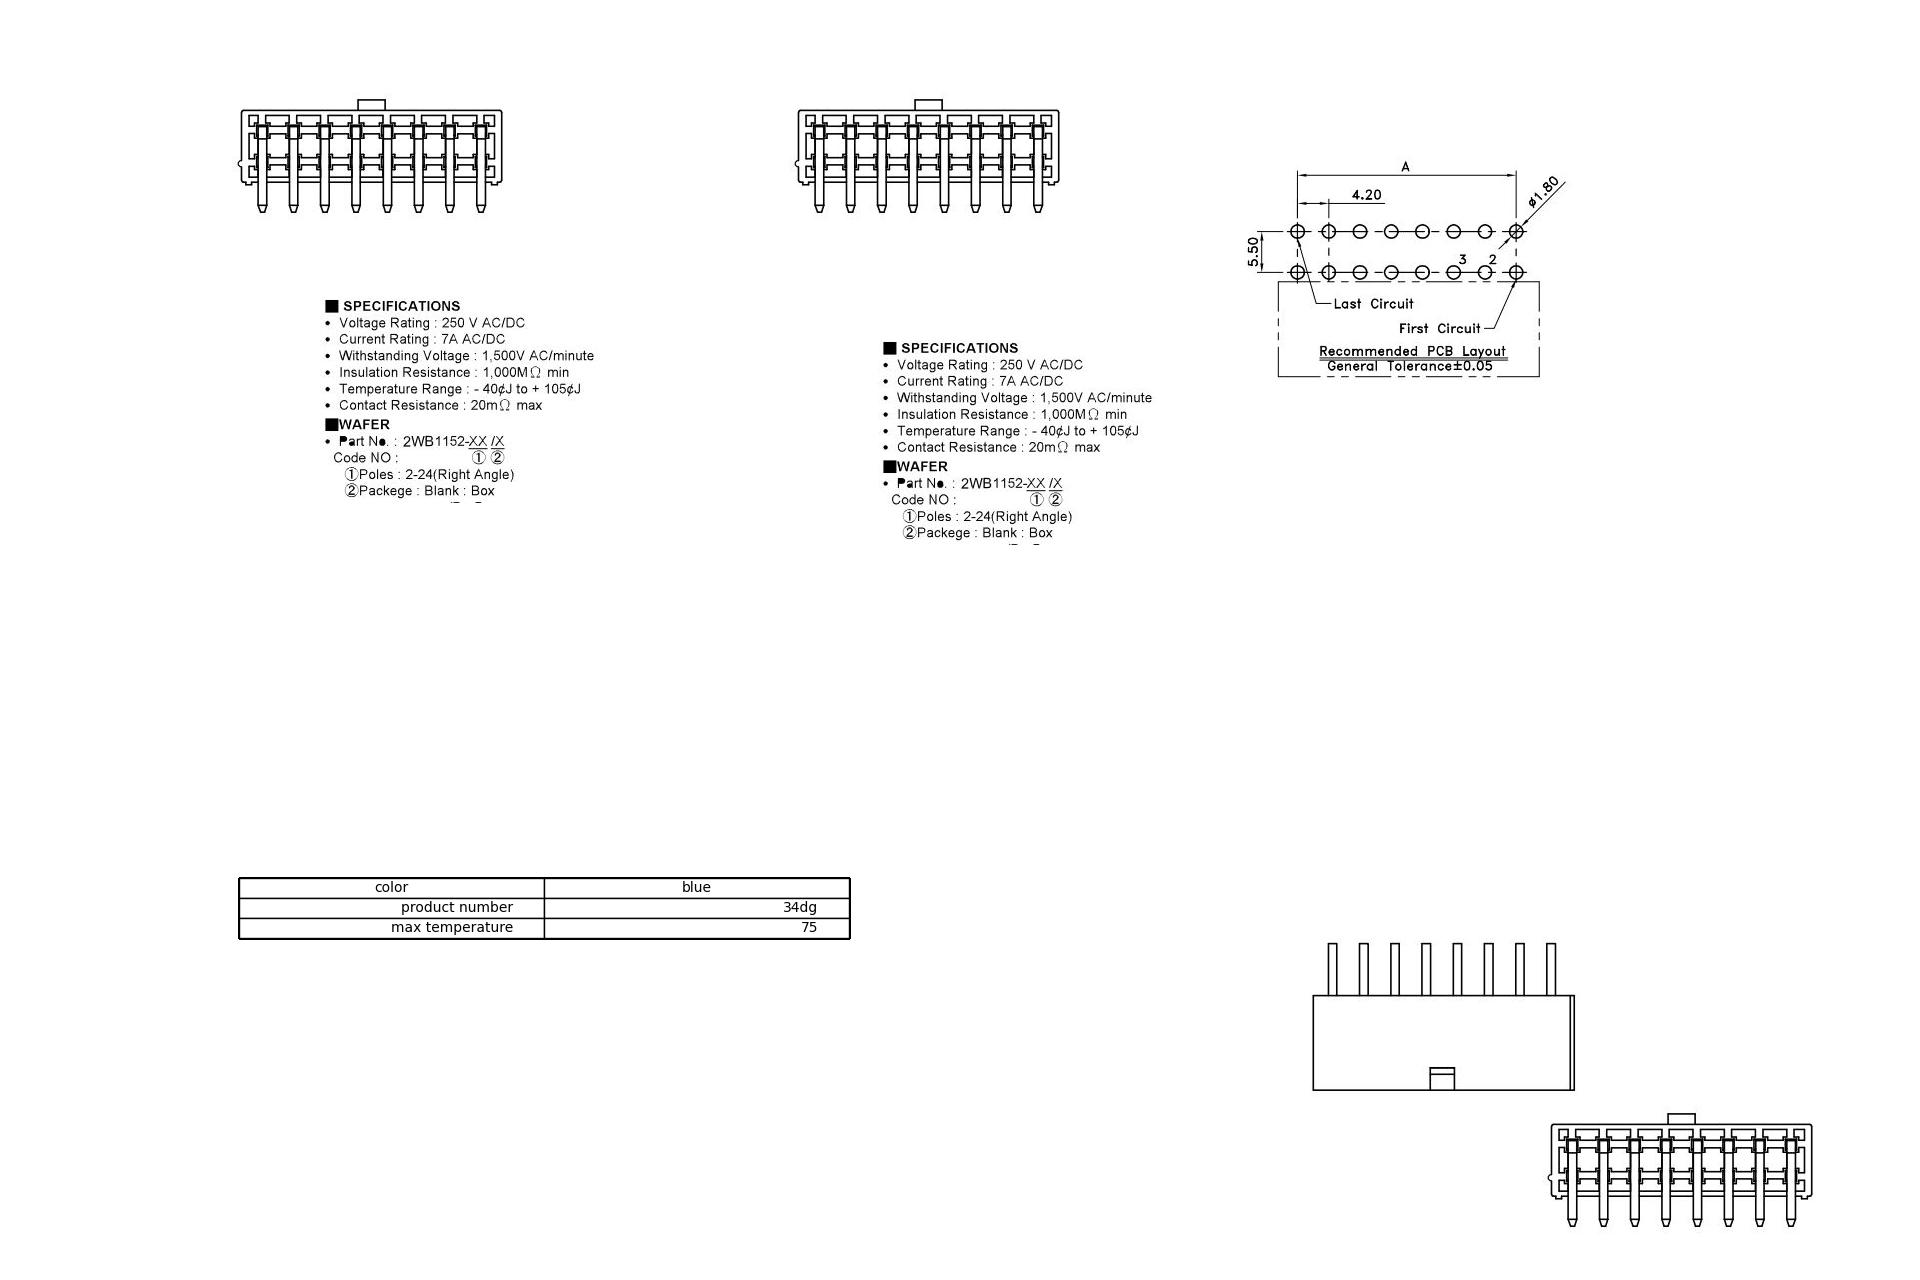 ■ SPECIFICATIONS
• Voltage Rating : 250 V AC/DC
• Current Rating : 7A AC/DC
• Withstanding Voltage : 1,500V AC/minute
• Insulation Resistance : 1,000MΩ min
• Temperature Range : - 40¢J to + 105¢J
• Contact Resistance : 20mΩ max
■WAFER
• Part No. : 2WB1152-XX /X
Code NO : ① ②
①Poles : 2-24(Right Angle)
②Packege : Blank : Box
■ SPECIFICATIONS
• Voltage Rating : 250 V AC/DC
• Current Rating : 7A AC/DC
• Withstanding Voltage : 1,500V AC/minute
• Insulation Resistance : 1,000MΩ min
• Temperature Range : - 40¢J to + 105¢J
• Contact Resistance : 20mΩ max
■WAFER
• Part No. : 2WB1152-XX /X
Code NO : ① ②
①Poles : 2-24(Right Angle)
②Packege : Blank : Box
A
4.20
ø1.80
5.50
3 2
Last Circuit
First Circuit
Recommended PCB Layout
General Tolerance±0.05
color blue
product number 34dg
max temperature 75